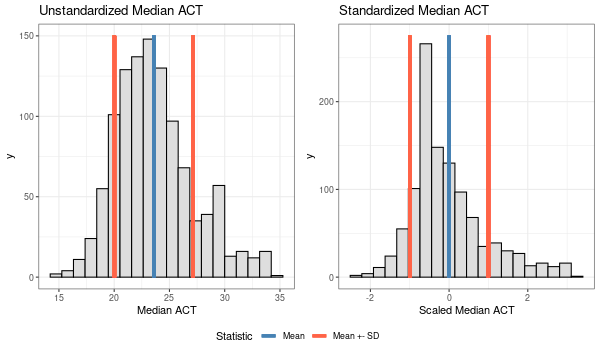 Unstandardized Median ACT
Standardized Median ACT
150
100
50
0
y
15
20
25
30
35
Median ACT
200
100
0
y
-2
0
2
Scaled Median ACT
Statistic
Mean
Mean +- SD